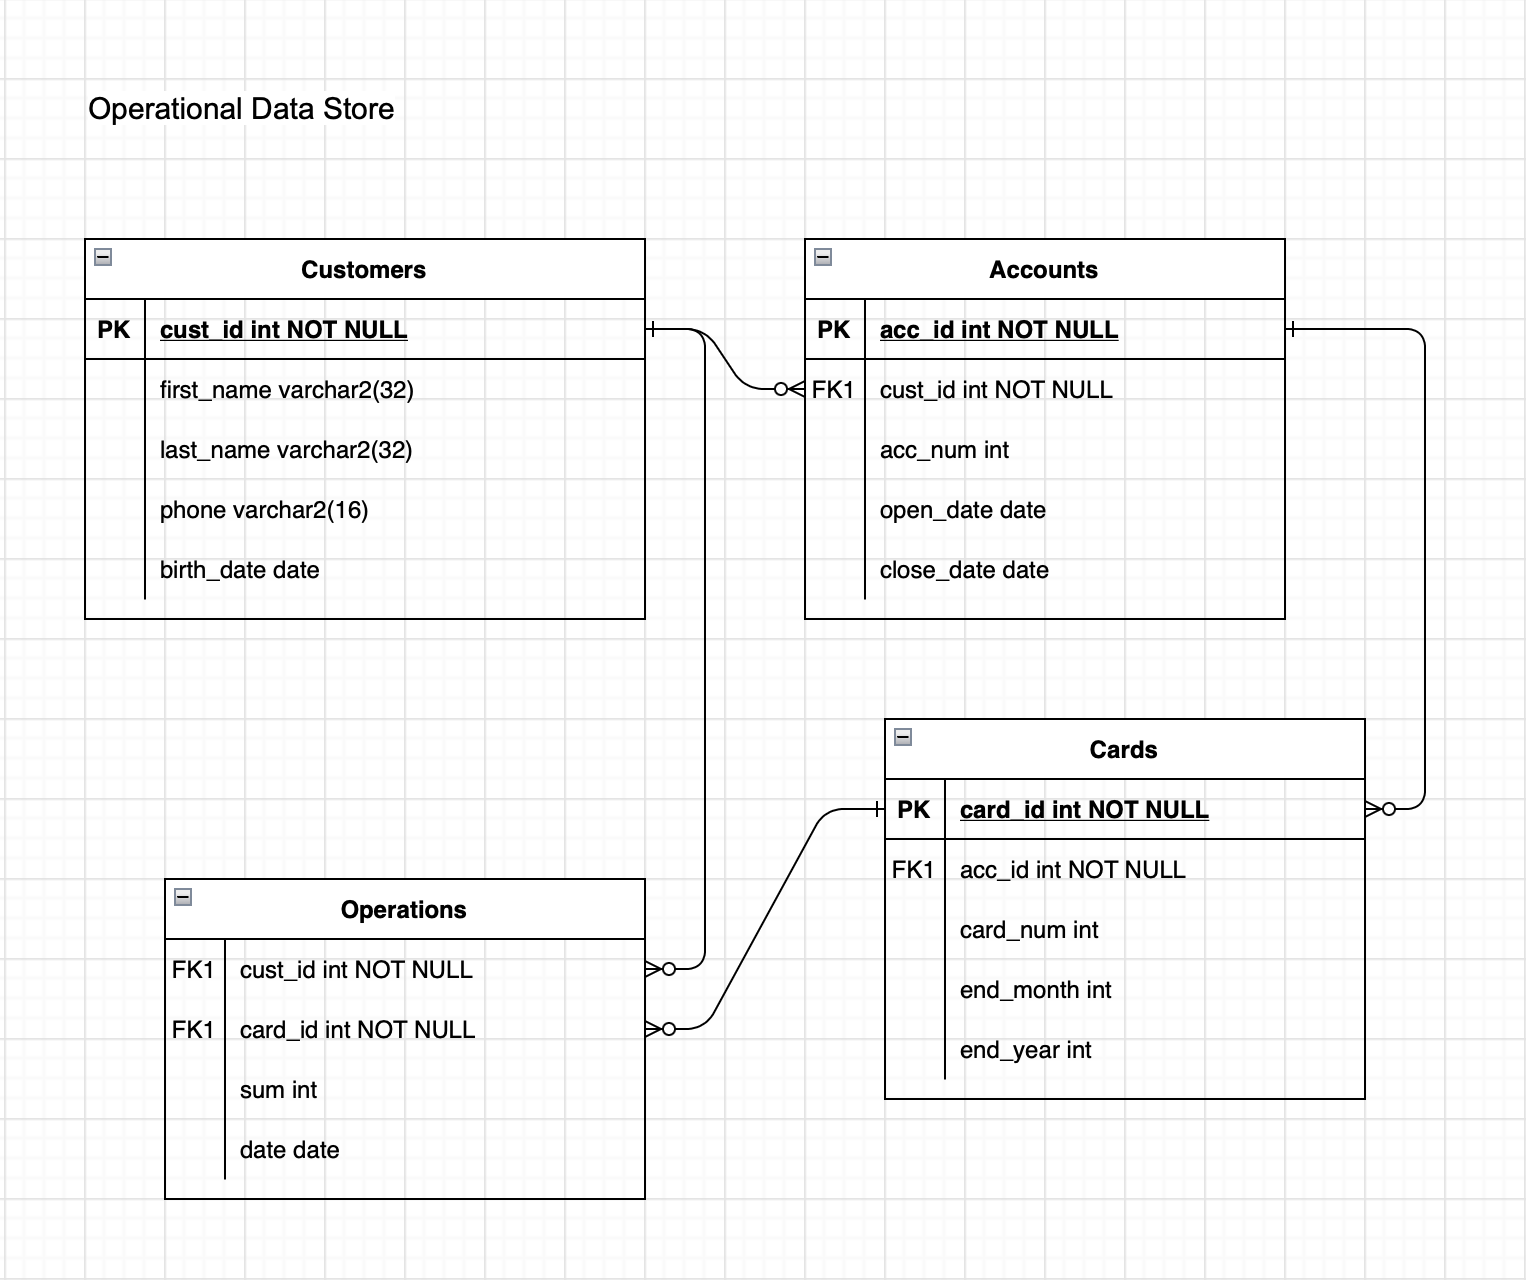 Operational Data Store
Customers
PK cust_id int NOT NULL
first_name varchar2(32)
last_name varchar2(32)
phone varchar2(16)
birth_date date
Accounts
PK acc_id int NOT NULL
FK1 cust_id int NOT NULL
acc_num int
open_date date
close_date date
Cards
PK card_id int NOT NULL
FK1 acc_id int NOT NULL
card_num int
end_month int
end_year int
Operations
FK1 cust_id int NOT NULL
FK1 card_id int NOT NULL
sum int
date date